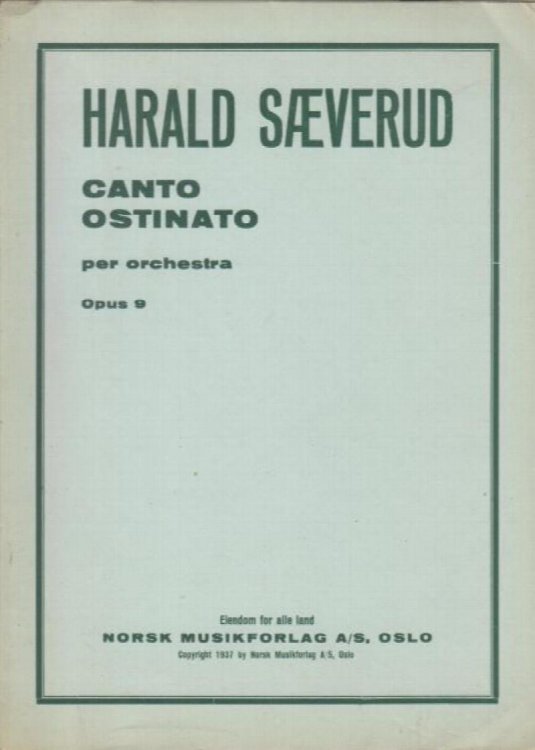 HARALD SÆVERUD
CANTO
OSTINATO
per orchestra
Opus 9
Eiendom for alle land
NORSK MUSIKFORLAG A/S, OSLO
Copyright 1937 by Norsk Musikforlag A/S, Oslo